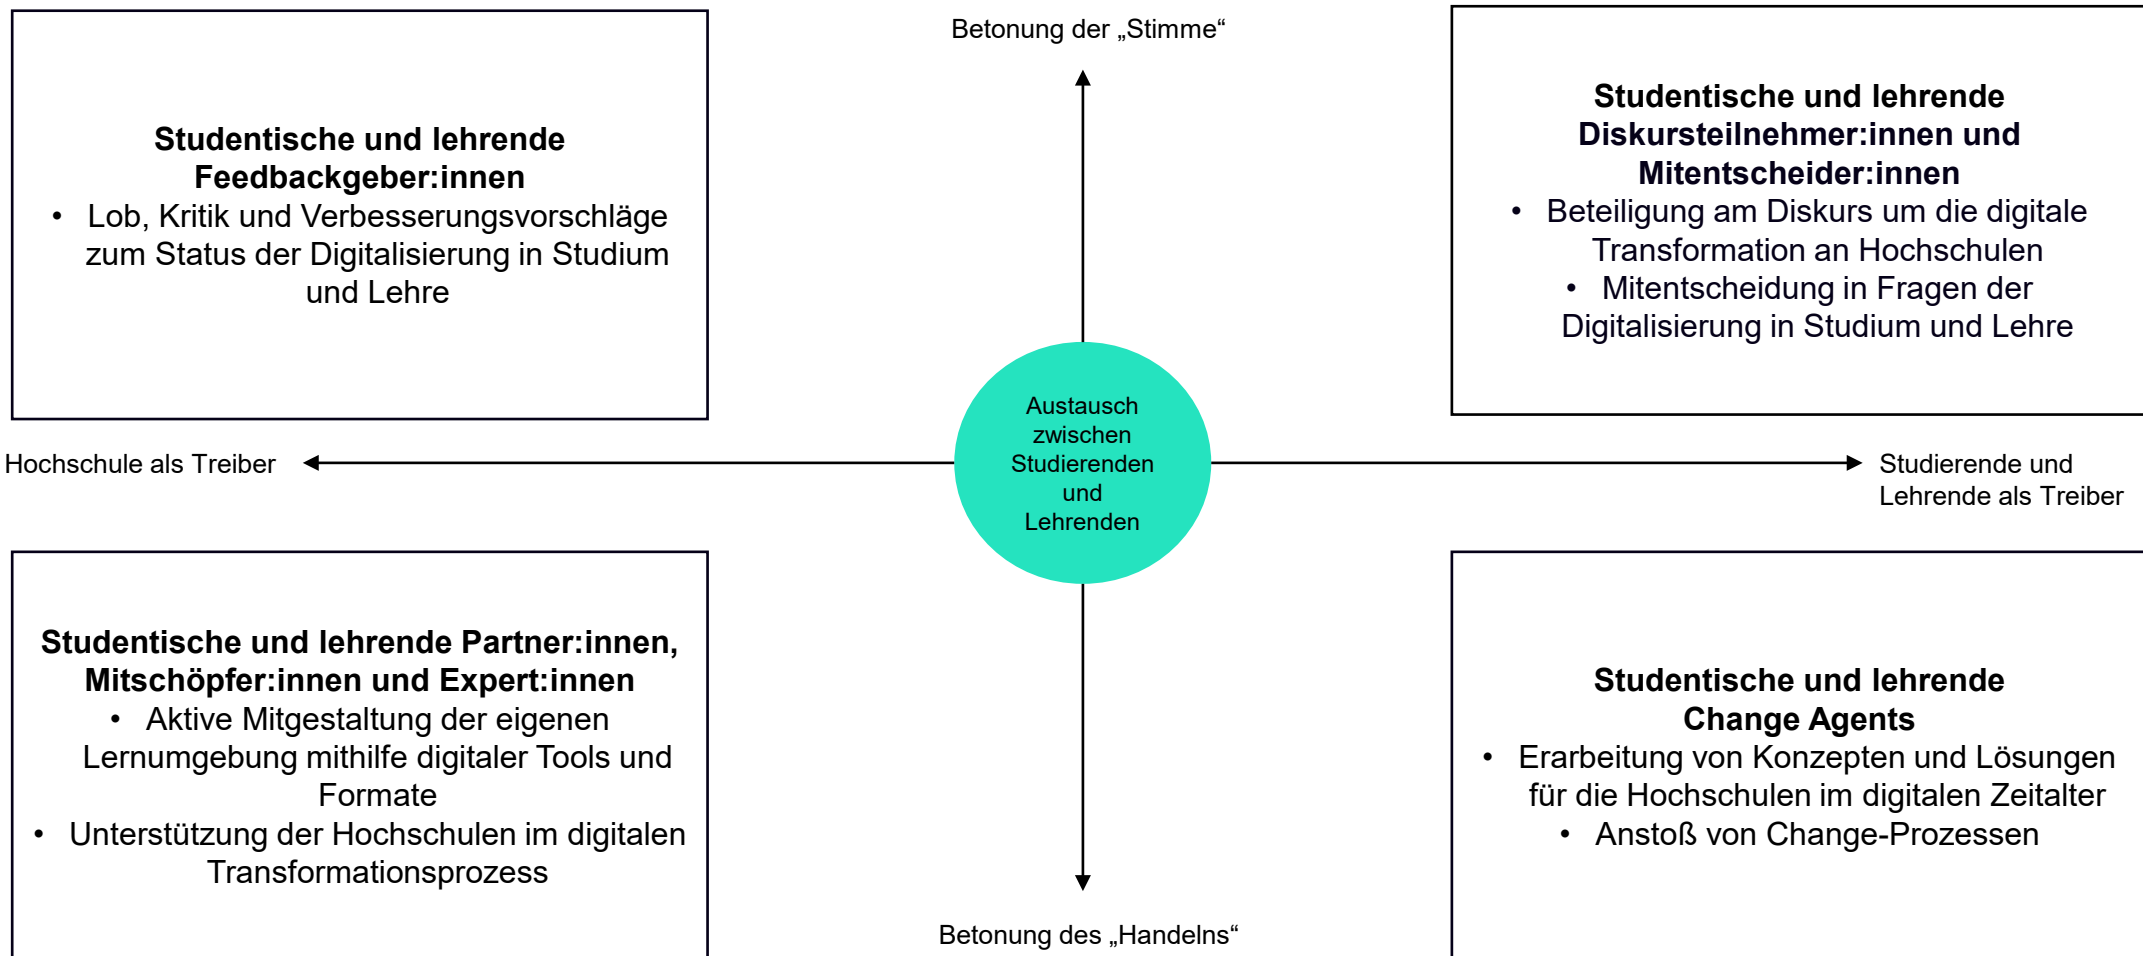 Betonung der „Stimme“
Studentische und lehrende
Feedbackgeber:innen
• Lob, Kritik und Verbesserungsvorschläge
zum Status der Digitalisierung in Studium
und Lehre
Studentische und lehrende
Diskursteilnehmer:innen und
Mitentscheider:innen
• Beteiligung am Diskurs um die digitale
Transformation an Hochschulen
• Mitentscheidung in Fragen der
Digitalisierung in Studium und Lehre
Hochschule als Treiber
Austausch
zwischen
Studierenden
und
Lehrenden
Studierende und
Lehrende als Treiber
Studentische und lehrende Partner:innen,
Mitschöpfer:innen und Expert:innen
• Aktive Mitgestaltung der eigenen
Lernumgebung mithilfe digitaler Tools und
Formate
• Unterstützung der Hochschulen im digitalen
Transformationsprozess
Studentische und lehrende
Change Agents
• Erarbeitung von Konzepten und Lösungen
für die Hochschulen im digitalen Zeitalter
• Anstoß von Change-Prozessen
Betonung des „Handelns“